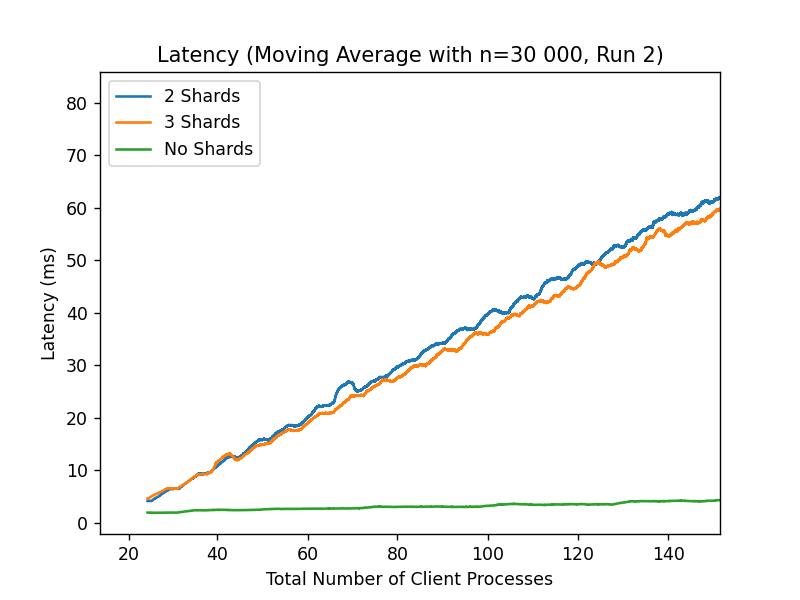 Latency (Moving Average with n=30 000, Run 2)
2 Shards
3 Shards
No Shards
80
70
60
50
40
30
20
10
0
Latency (ms)
20 40 60 80 100 120 140
Total Number of Client Processes